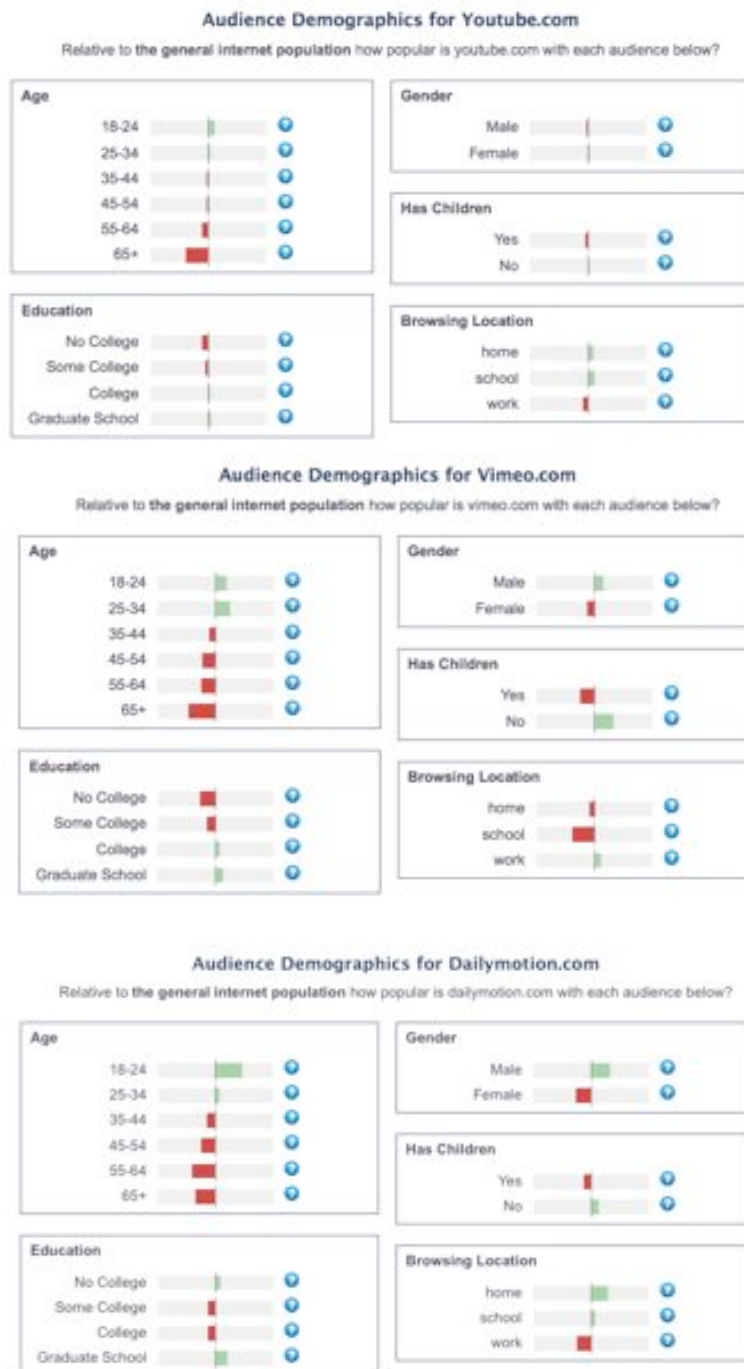 Audience Demographics for Youtube.com
Relative to the general internet population how popular is youtube.com with each audience below?
Age
18-24
25-34
35-44
45-54
55-64
65+
Education
No College
Some College
College
Graduate School
Gender
Male
Female
Has Children
Yes
No
Browsing Location
home
school
work
Audience Demographics for Vimeo.com
Relative to the general internet population how popular is vimeo.com with each audience below?
Age
18-24
25-34
35-44
45-54
55-64
65+
Education
No College
Some College
College
Graduate School
Gender
Male
Female
Has Children
Yes
No
Browsing Location
home
school
work
Audience Demographics for Dailymotion.com
Relative to the general internet population how popular is dailymotion.com with each audience below?
Age
18-24
25-34
35-44
45-54
55-64
65+
Education
No College
Some College
College
Graduate School
Gender
Male
Female
Has Children
Yes
No
Browsing Location
home
school
work